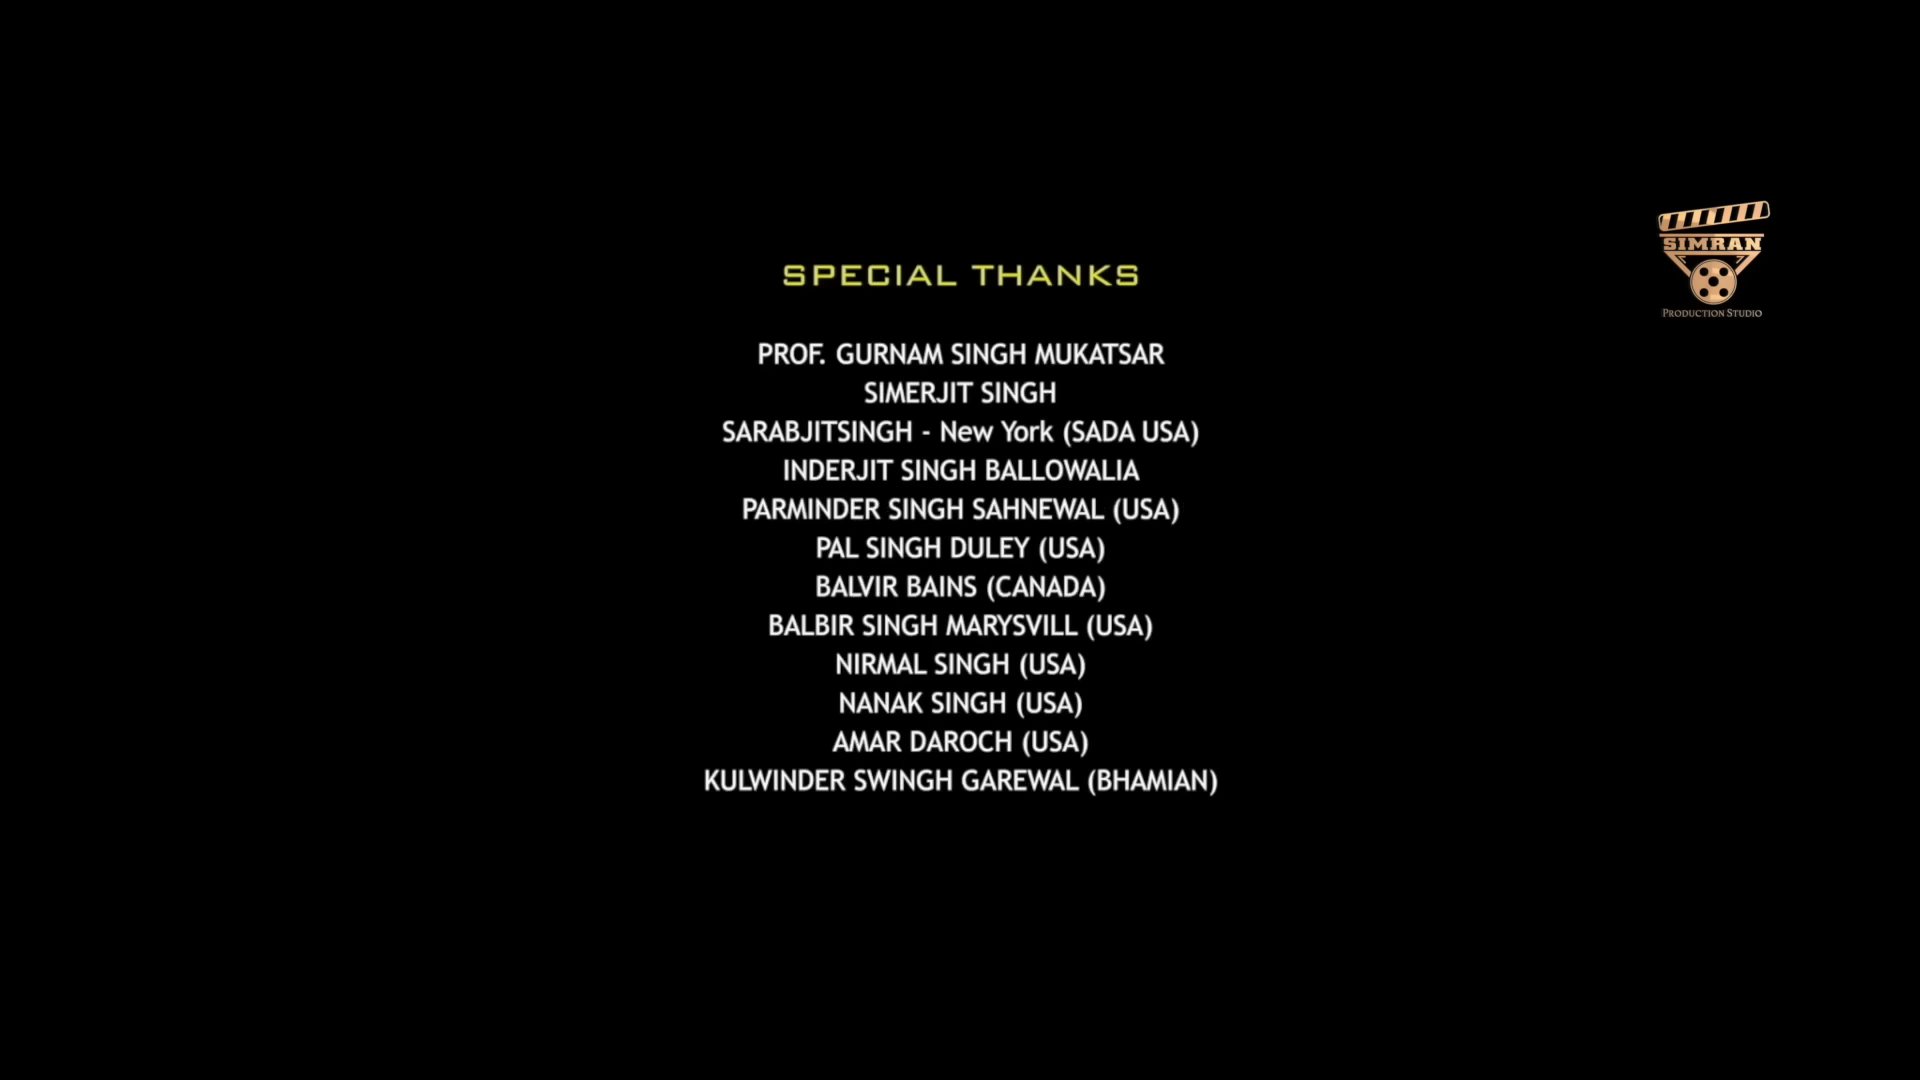 SPECIAL THANKS
PROF. GURNAM SINGH MUKATSAR
SIMERJIT SINGH
SARABJITSINGH - New York (SADA USA)
INDERJIT SINGH BALLOWALIA
PARMINDER SINGH SAHNEWAL (USA)
PAL SINGH DULEY (USA)
BALVIR BAINS (CANADA)
BALBIR SINGH MARYSVILL (USA)
NIRMAL SINGH (USA)
NANAK SINGH (USA)
AMAR DAROCH (USA)
KULWINDER SWINGH GAREWAL (BHAMIAN)
SIMRAN
PRODUCTION STUDIO